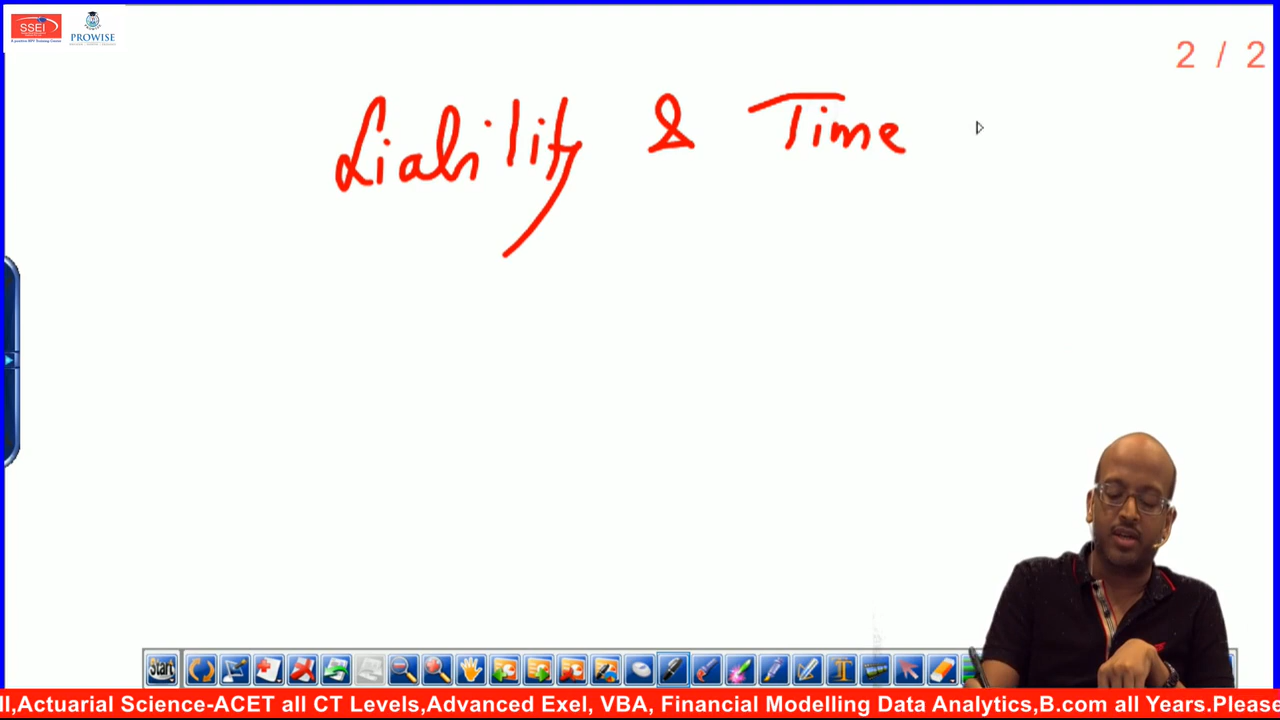 SSEI
PROWISE
2 / 2
Liability & Time
Start
ll,Actuarial Science-ACET all CT Levels,Advanced Exel, VBA, Financial Modelling Data Analytics,B.com all Years.Please